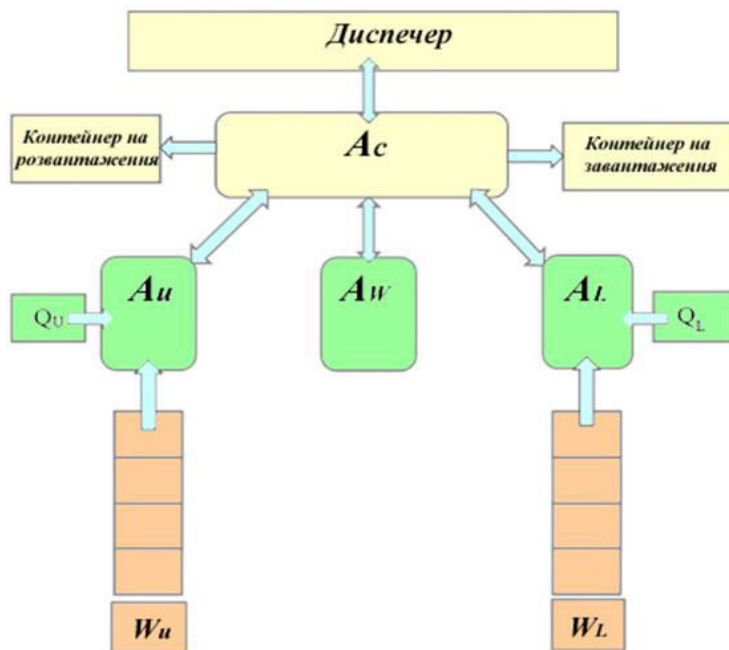 Диспечер
Контейнер на
розвантаження
Ac
Контейнер на
завантаження
Au
Aw
AL
QU
QL
Wu
WL